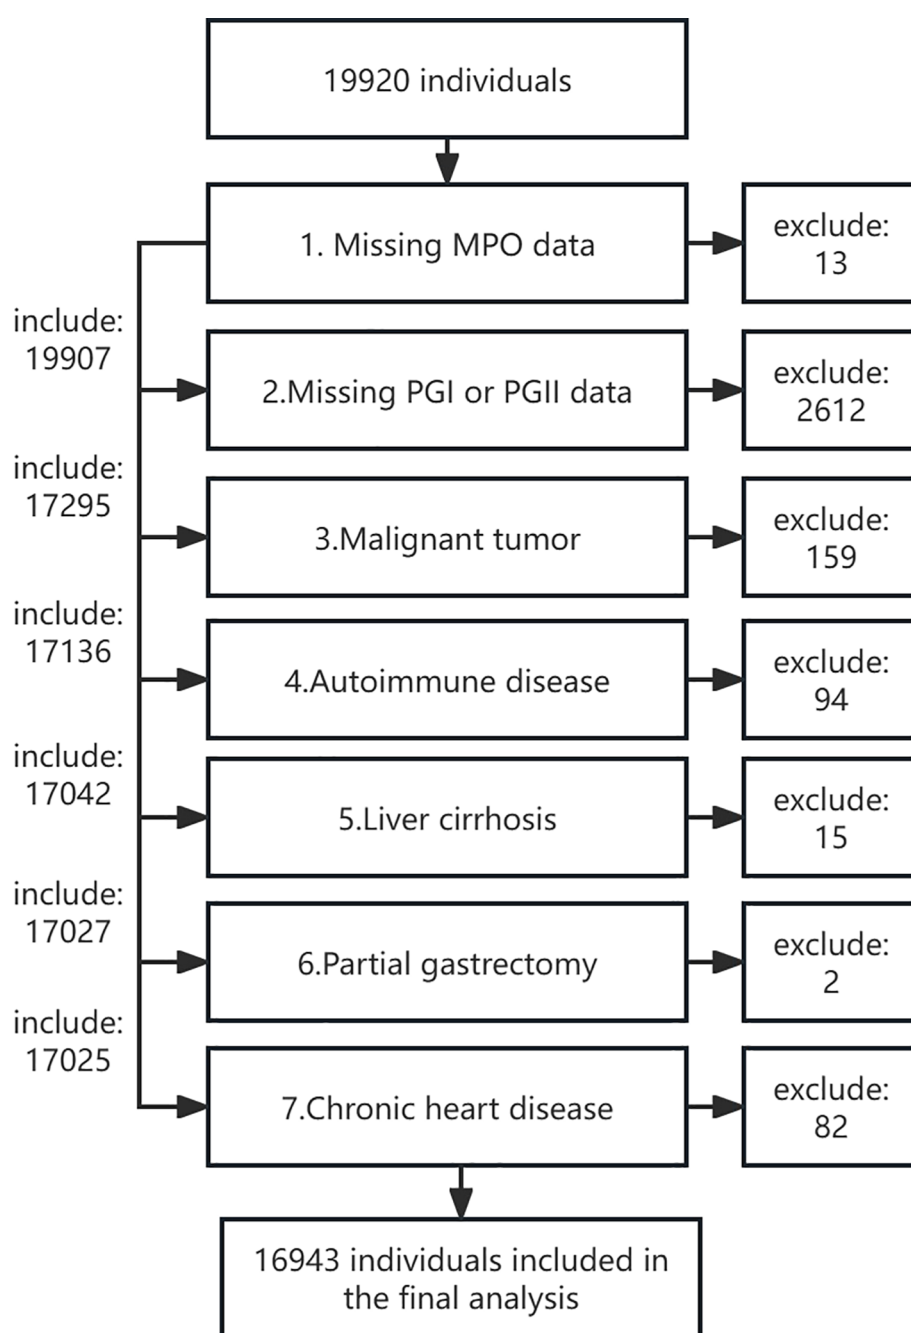 19920 individuals
1. Missing MPO data
exclude:
13
include:
19907
2.Missing PGI or PGII data
exclude:
2612
include:
17295
3.Malignant tumor
exclude:
159
include:
17136
4.Autoimmune disease
exclude:
94
include:
17042
5.Liver cirrhosis
exclude:
15
include:
17027
6.Partial gastrectomy
exclude:
2
include:
17025
7.Chronic heart disease
exclude:
82
16943 individuals included in
the final analysis